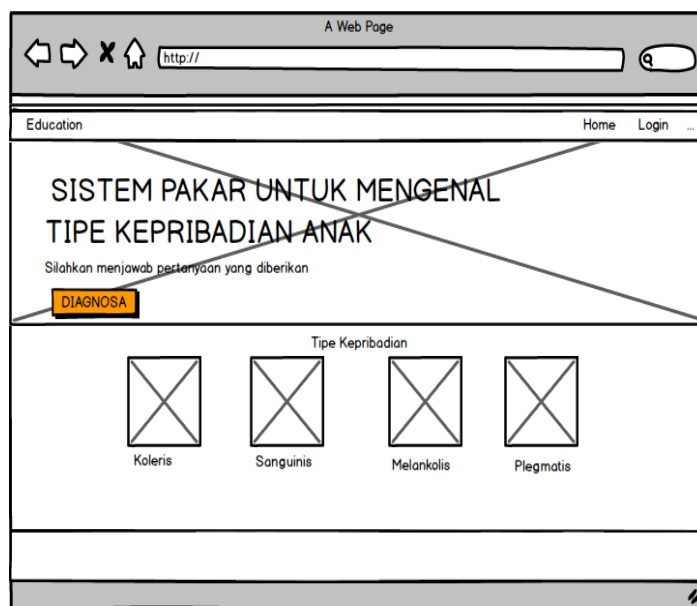 A Web Page
http://
Education
Home
Login
...
SISTEM PAKAR UNTUK MENGENAL
TIPE KEPRIBADIAN ANAK
Silahkan menjawab pertanyaan yang diberikan
DIAGNOSA
Tipe Kepribadian
Koleris
Sanguinis
Melankolis
Plegmatis